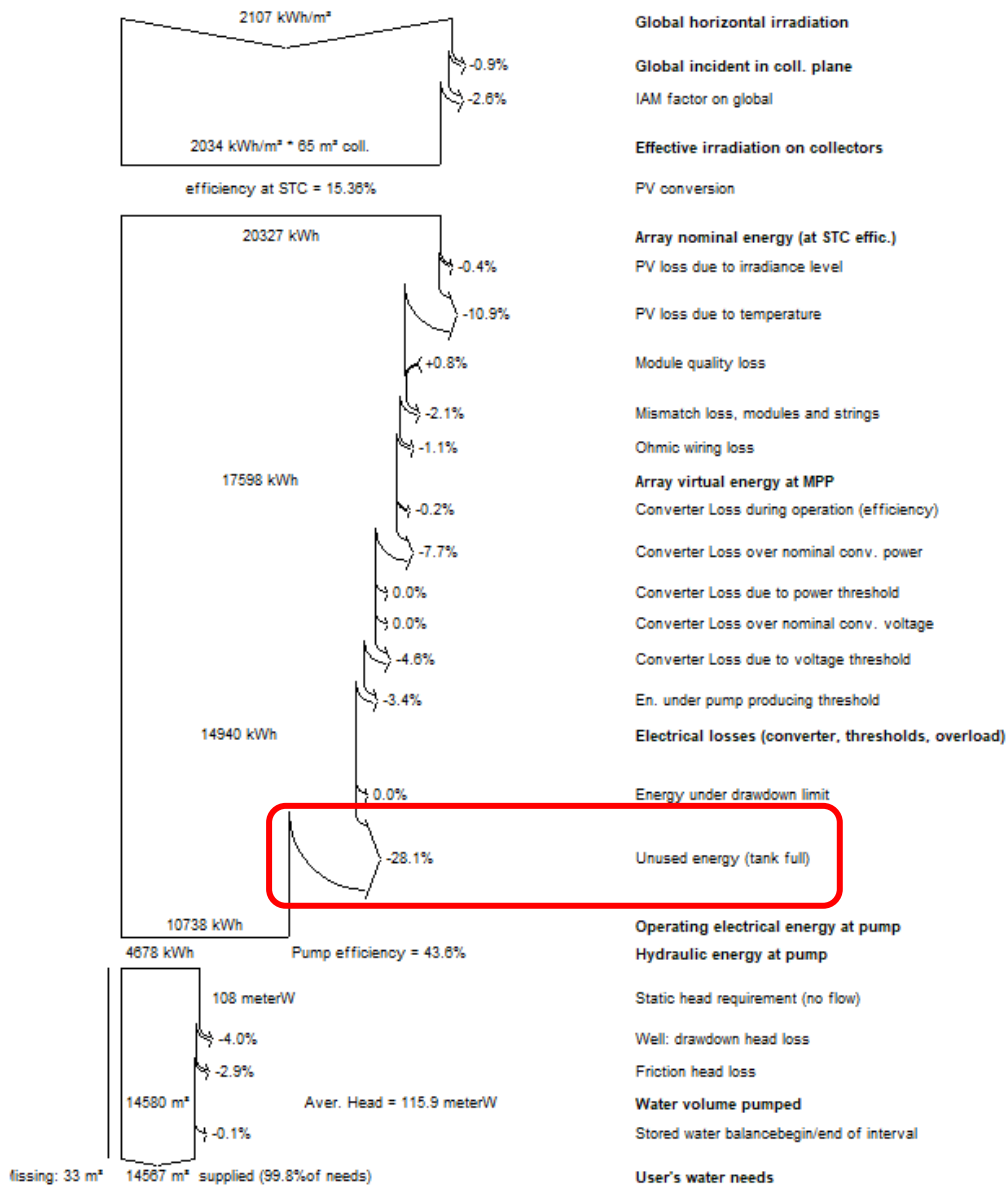 2107 kWh/m² Global horizontal irradiation
-0.9% Global incident in coll. plane
-2.6% IAM factor on global
2034 kWh/m² * 65 m² coll. Effective irradiation on collectors
efficiency at STC = 15.36% PV conversion
20327 kWh Array nominal energy (at STC effic.)
-0.4% PV loss due to irradiance level
-10.9% PV loss due to temperature
+0.8% Module quality loss
-2.1% Mismatch loss, modules and strings
-1.1% Ohmic wiring loss
17598 kWh Array virtual energy at MPP
-0.2% Converter Loss during operation (efficiency)
-7.7% Converter Loss over nominal conv. power
0.0% Converter Loss due to power threshold
0.0% Converter Loss over nominal conv. voltage
-4.6% Converter Loss due to voltage threshold
-3.4% En. under pump producing threshold
14940 kWh Electrical losses (converter, thresholds, overload)
0.0% Energy under drawdown limit
-28.1% Unused energy (tank full)
10738 kWh Operating electrical energy at pump
4678 kWh Pump efficiency = 43.6% Hydraulic energy at pump
108 meterW Static head requirement (no flow)
-4.0% Well: drawdown head loss
-2.9% Friction head loss
14580 m³ Aver. Head = 115.9 meterW Water volume pumped
-0.1% Stored water balancebegin/end of interval
lissing: 33 m³ 14567 m³ supplied (99.8%of needs) User's water needs